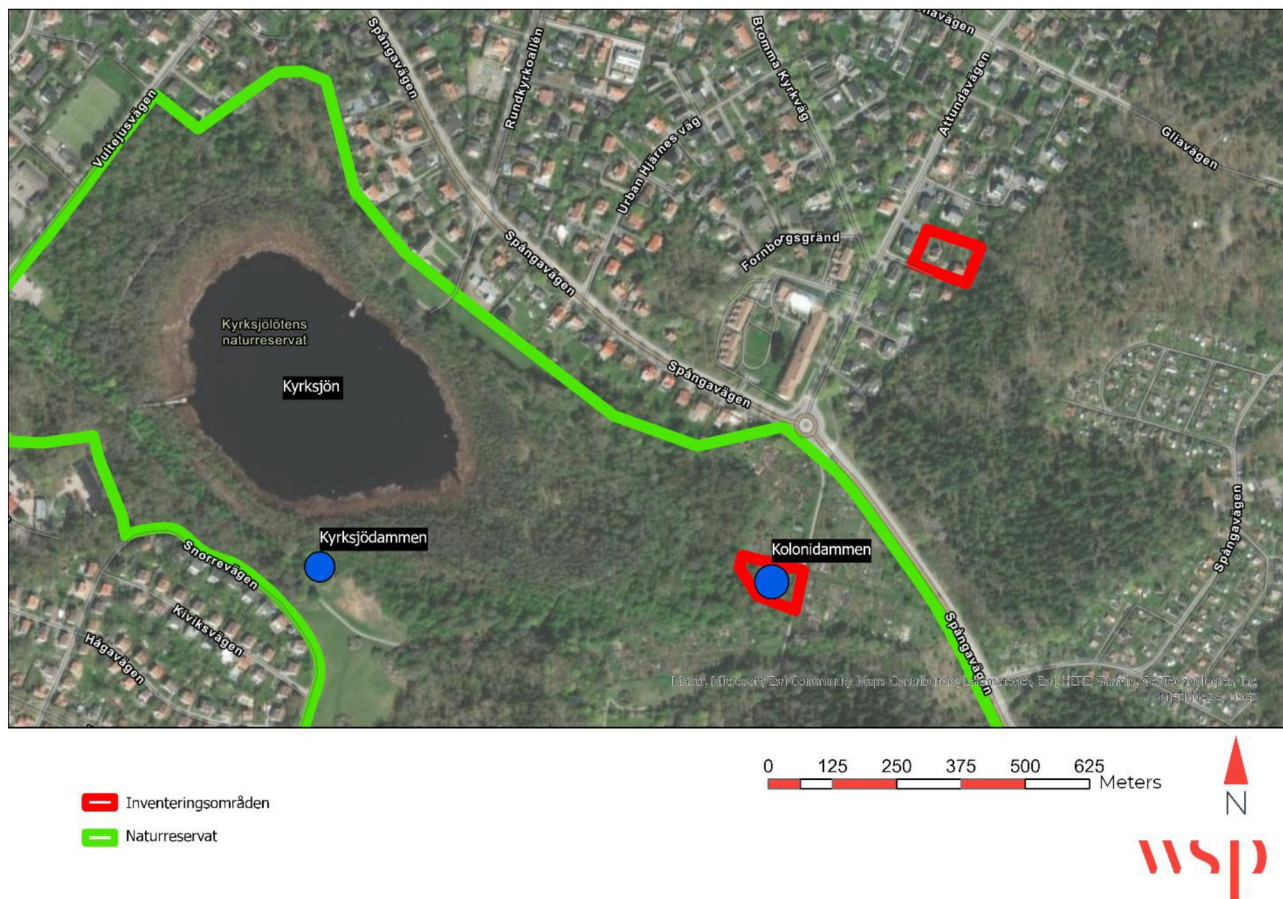 Spångavägen
Rundkyrkoallén
Bromma Kyrkväg
Attundavägen
Gliavägen
Vultejusvägen
Urban Hjärnes väg
Fornborgsgränd
Spångavägen
Kyrksjölötens
naturreservat
Kyrksjön
Spångavägen
Kyrksjödammen
Kolonidammen
Snorrevägen
Kiviksvägen
Hågavägen
Spångavägen
Spångavägen
0 125 250 375 500 625
Meters
N
Inventeringsområden
Naturreservat
wsp